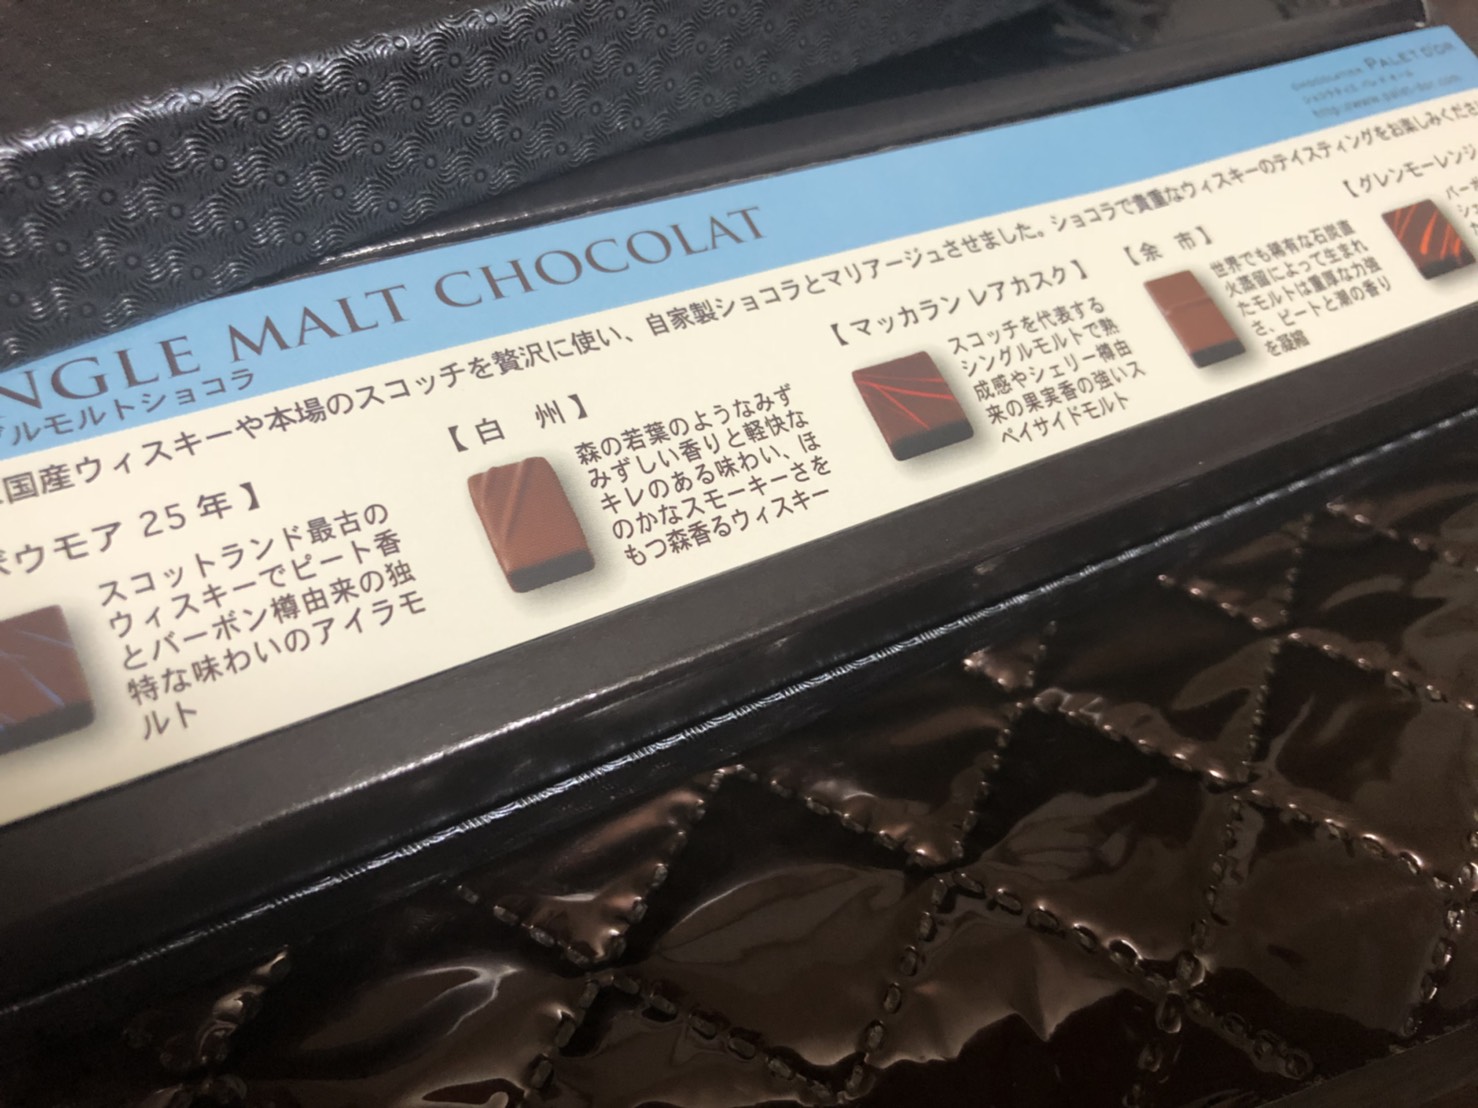 CHOCOLATIER PALET D'OR
ショコラティエ パレ ド オール
http://www.palet-dor.com
NGLE MALT CHOCOLAT
グルモルトショコラ
国産ウィスキーや本場のスコッチを贅沢に使い、自家製ショコラとマリアージュさせました。ショコラで貴重なウィスキーのテイスティングをお楽しみくださ
ボウモア 25 年】
スコットランド最古の
ウィスキーでピート香
とバーボン樽由来の独
特な味わいのアイラモ
ルト
【 白 州 】
森の若葉のようなみず
みずしい香りと軽快な
キレのある味わい、ほ
のかなスモーキーさを
もつ森香るウィスキー
【 マッカラン レアカスク 】
スコッチを代表する
シングルモルトで熟
成感やシェリー樽由
来の果実香の強いス
ペイサイドモルト
【 余 市 】
世界でも稀有な石炭直
火蒸留によって生まれ
たモルトは重厚な力強
さ、ピートと潮の香り
を凝縮
【 グレンモーレンジ
バー
シェ
た